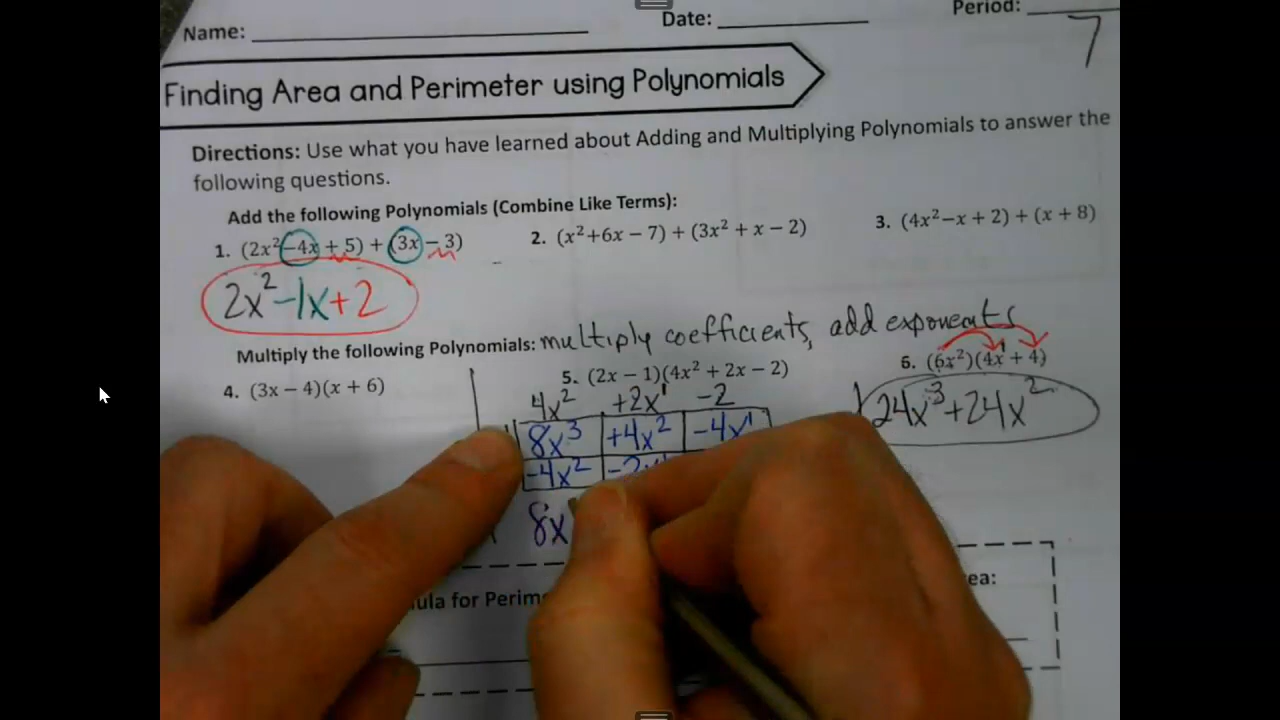 Name: Date: Period:
7
Finding Area and Perimeter using Polynomials
Directions: Use what you have learned about Adding and Multiplying Polynomials to answer the
following questions.
Add the following Polynomials (Combine Like Terms):
1. (2x²−4x + 5) + (3x − 3) 2. (x²+6x − 7) + (3x² + x − 2) 3. (4x²−x + 2) + (x + 8)
2x²-1x+2
Multiply the following Polynomials: multiply coefficients, add exponents
4. (3x − 4)(x + 6) 5. (2x − 1)(4x² + 2x − 2) 6. (6x²)(4x + 4)
4x² +2x¹ -2
8x³ +4x² -4x¹ 24x³+24x²
-4x²
8x
for Perim